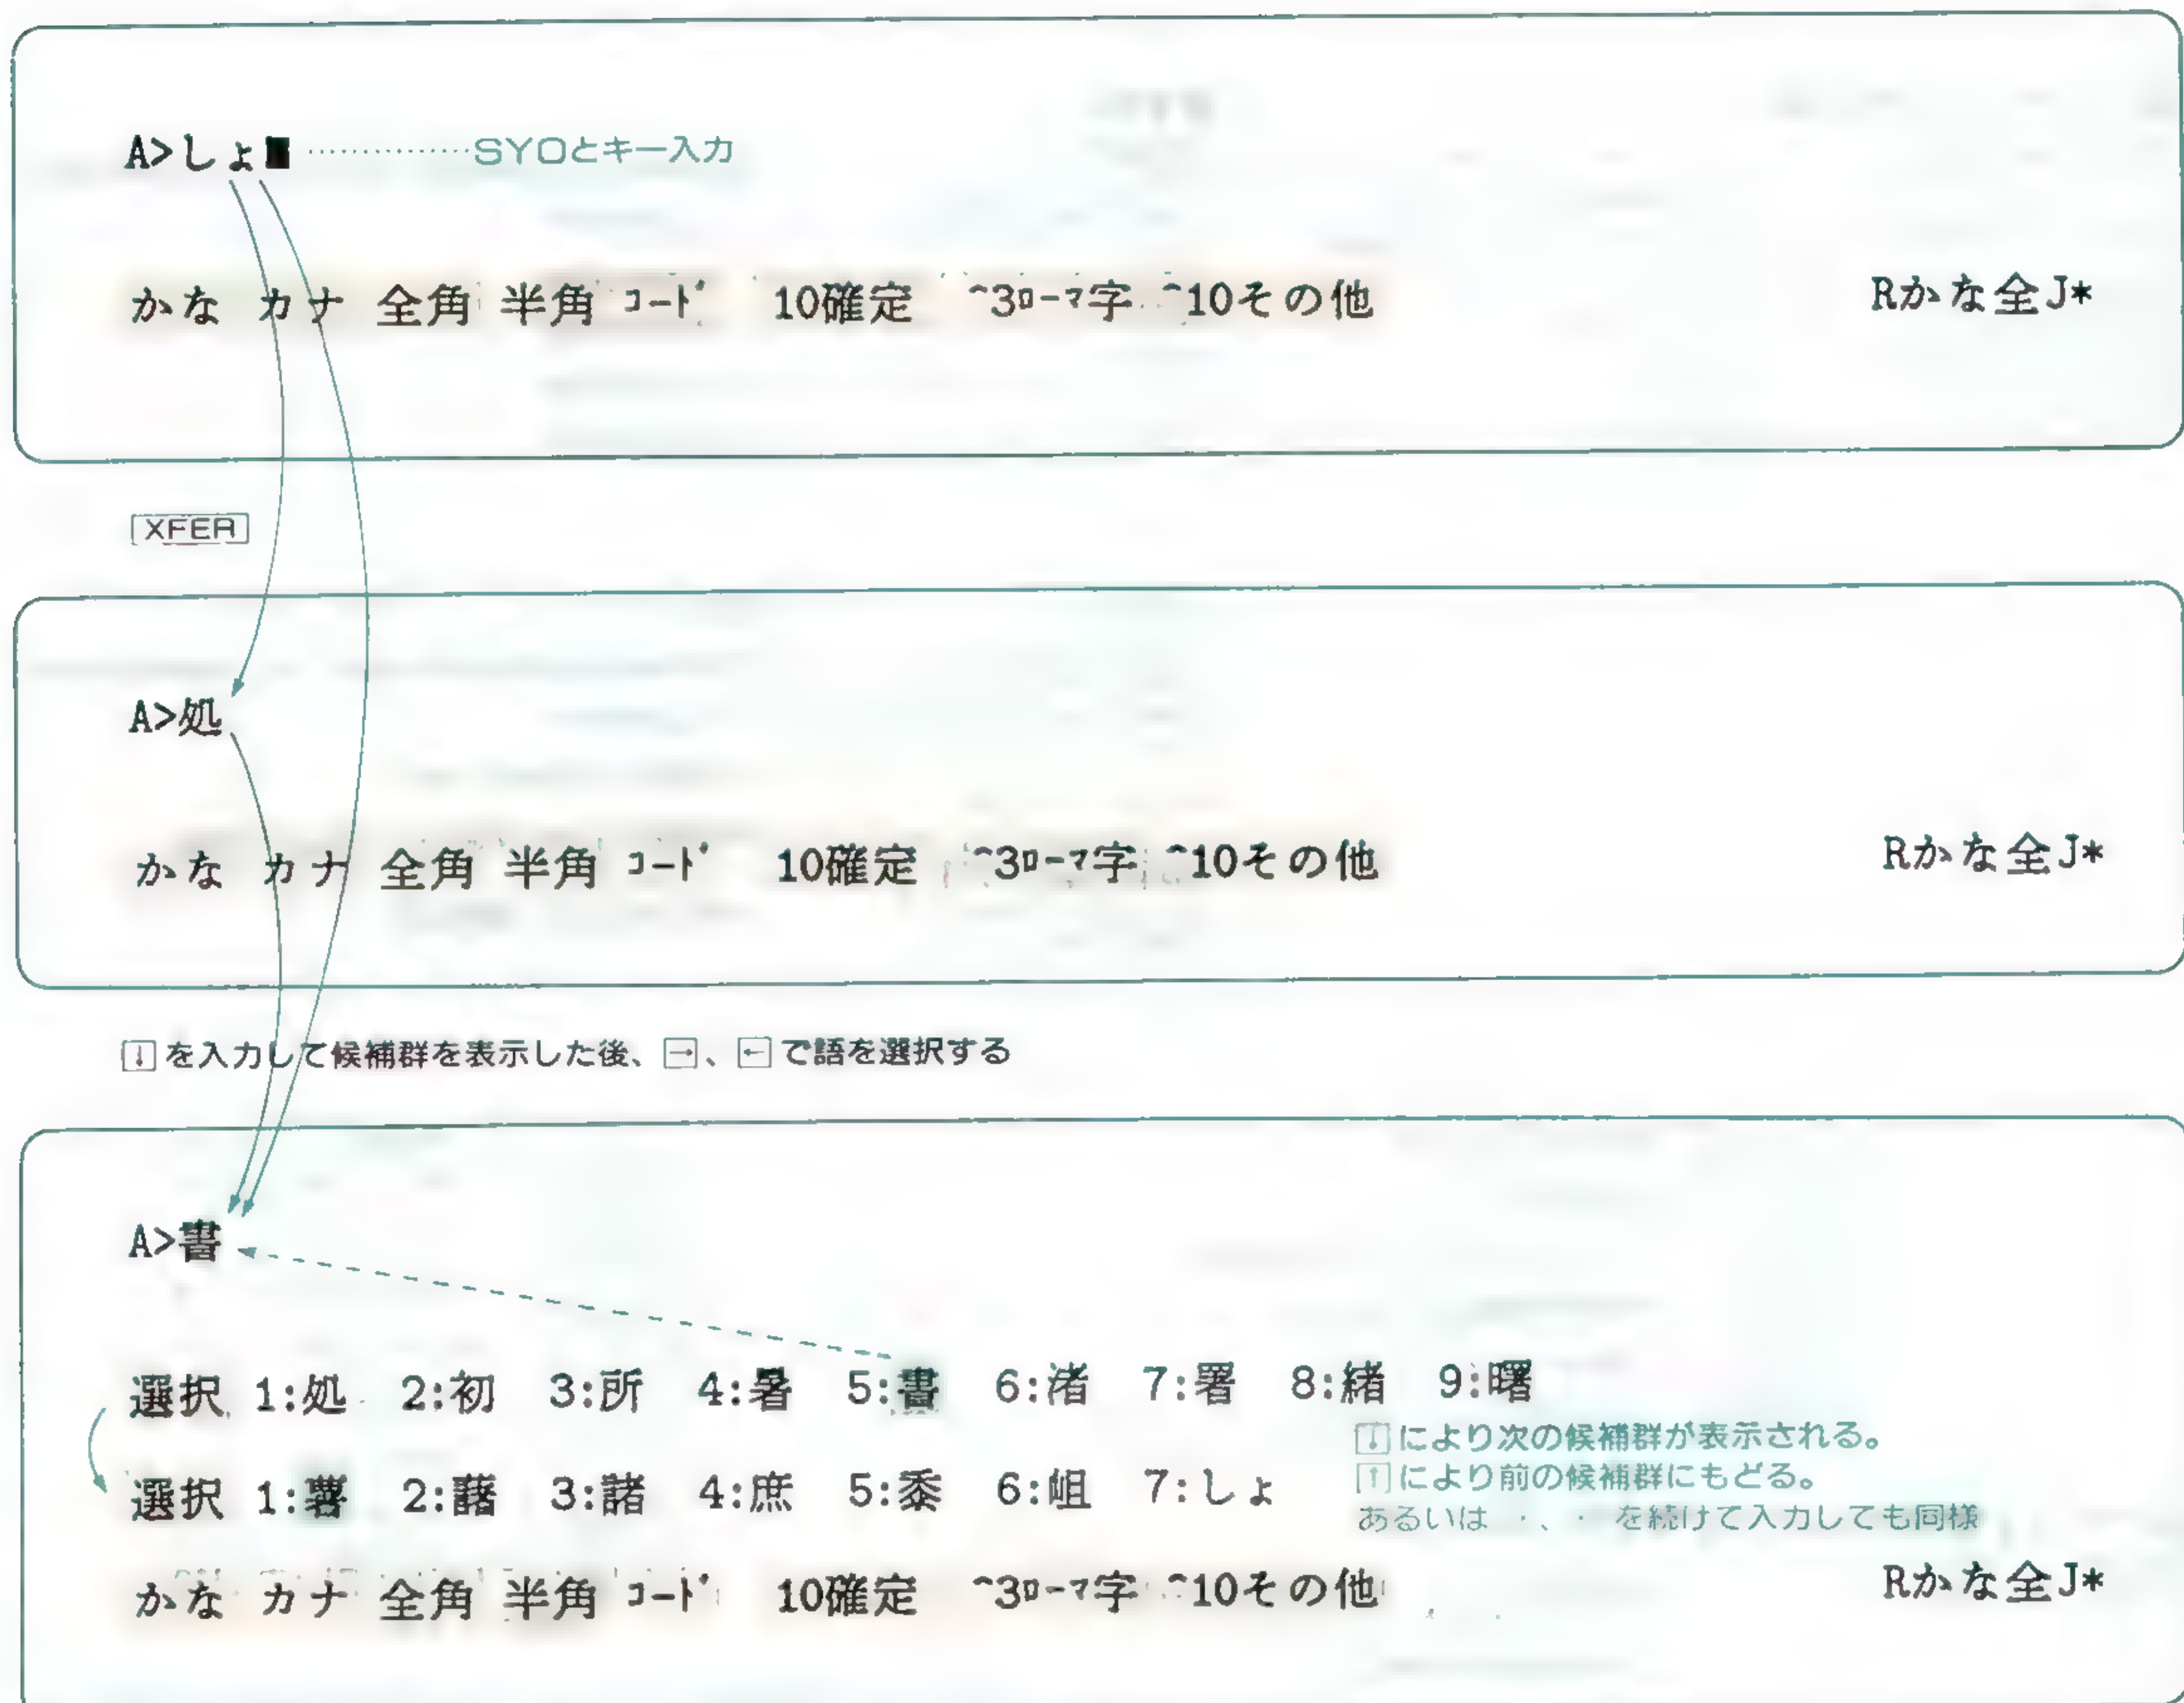 A>しょ■ …………SYOとキー入力
かな カナ 全角 半角 ｺｰﾄﾞ 10確定 ^3ﾛｰﾏ字 ^10その他 Rかな全J*
XFER
A>処
かな カナ 全角 半角 ｺｰﾄﾞ 10確定 ^3ﾛｰﾏ字 ^10その他 Rかな全J*
↓を入力して候補群を表示した後、→、←で語を選択する
A>書
選択 1:処 2:初 3:所 4:暑 5:書 6:渚 7:署 8:緒 9:曙
↓により次の候補群が表示される。
選択 1:薯 2:藷 3:諸 4:庶 5:黍 6:岨 7:しょ
↑により前の候補群にもどる。
あるいは 、 を続けて入力しても同様
かな カナ 全角 半角 ｺｰﾄﾞ 10確定 ^3ﾛｰﾏ字 ^10その他 Rかな全J*